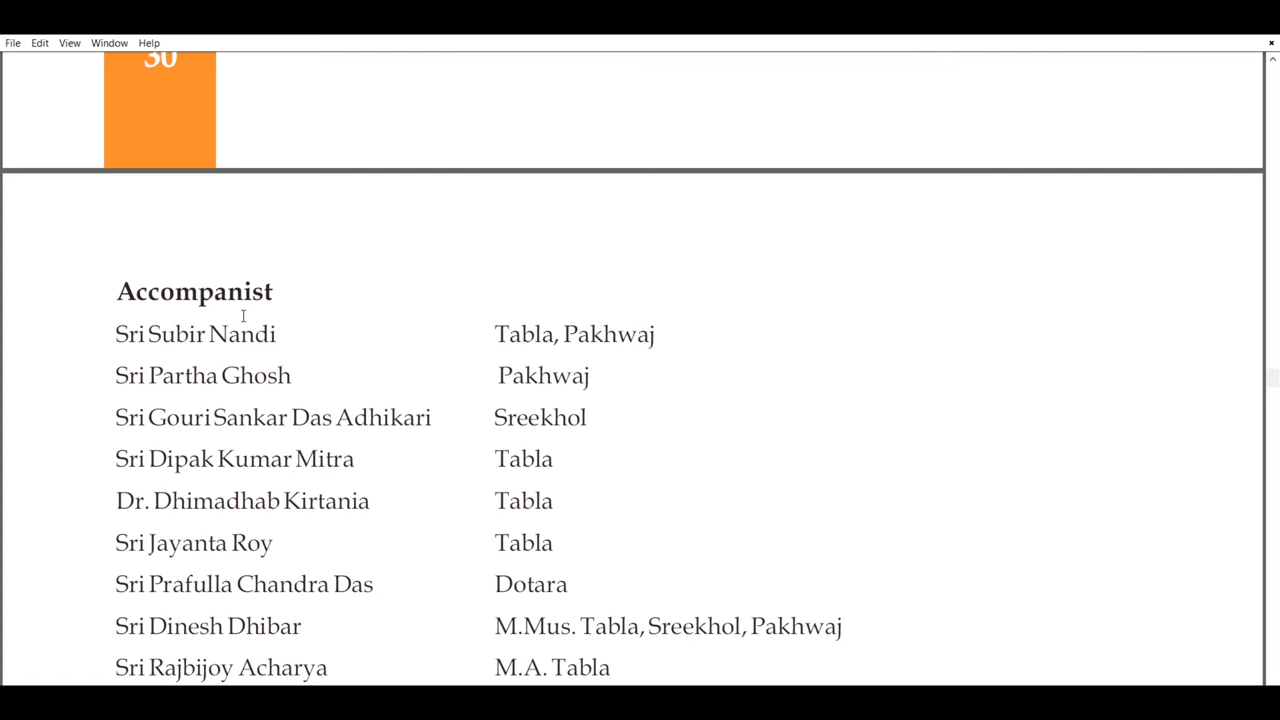 File Edit View Window Help
30
Accompanist
Sri Subir Nandi Tabla, Pakhwaj
Sri Partha Ghosh Pakhwaj
Sri Gouri Sankar Das Adhikari Sreekhol
Sri Dipak Kumar Mitra Tabla
Dr. Dhimadhab Kirtania Tabla
Sri Jayanta Roy Tabla
Sri Prafulla Chandra Das Dotara
Sri Dinesh Dhibar M.Mus. Tabla, Sreekhol, Pakhwaj
Sri Rajbijoy Acharya M.A. Tabla